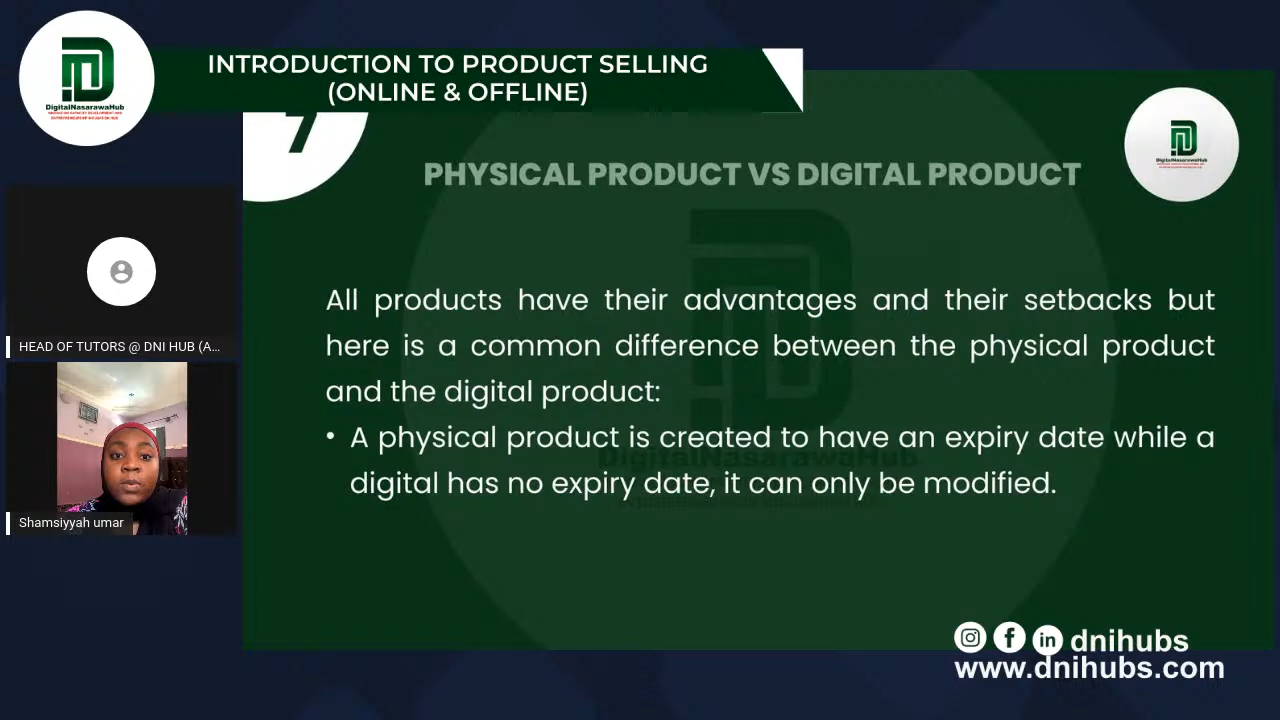 DigitalNasarawaHub
INTRODUCTION TO PRODUCT SELLING
(ONLINE & OFFLINE)
7
PHYSICAL PRODUCT VS DIGITAL PRODUCT
DigitalNasarawaHub
HEAD OF TUTORS @ DNI HUB (A...
Shamsiyyah umar
All products have their advantages and their setbacks but
here is a common difference between the physical product
and the digital product:
• A physical product is created to have an expiry date while a
digital has no expiry date, it can only be modified.
DigitalNasarawaHub
dnihubs
www.dnihubs.com